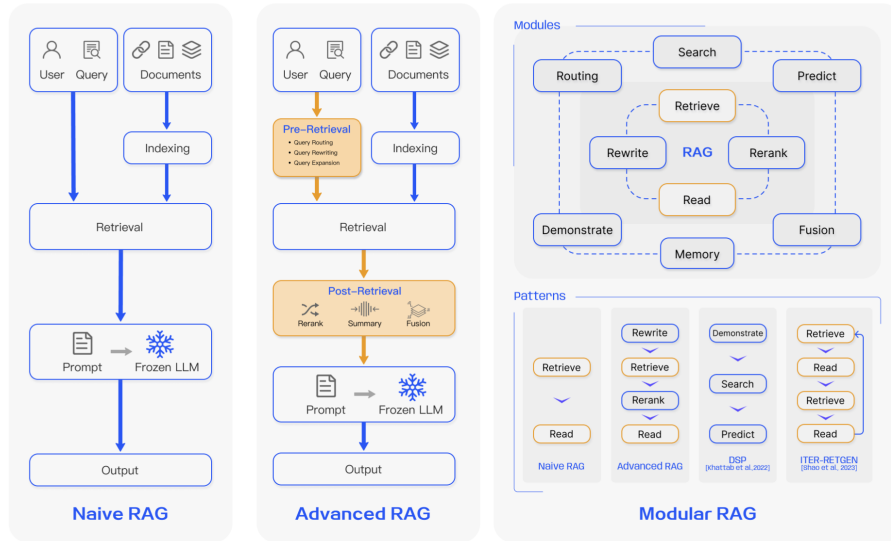 User Query
Documents
Indexing
Retrieval
Prompt
Frozen LLM
Output
Naive RAG
User Query
Documents
Pre-Retrieval
• Query Routing
• Query Rewriting
• Query Expansion
Indexing
Retrieval
Post-Retrieval
Rerank
Summary
Fusion
Prompt
Frozen LLM
Output
Advanced RAG
Modules
Search
Routing
Predict
Retrieve
Rewrite
RAG
Rerank
Read
Demonstrate
Fusion
Memory
Patterns
Retrieve
Read
Naive RAG
Rewrite
Retrieve
Rerank
Read
Advanced RAG
Demonstrate
Search
Predict
DSP
[Khattab et al.,2022]
Retrieve
Read
Retrieve
Read
ITER-RETGEN
[Shao et al., 2023]
Modular RAG